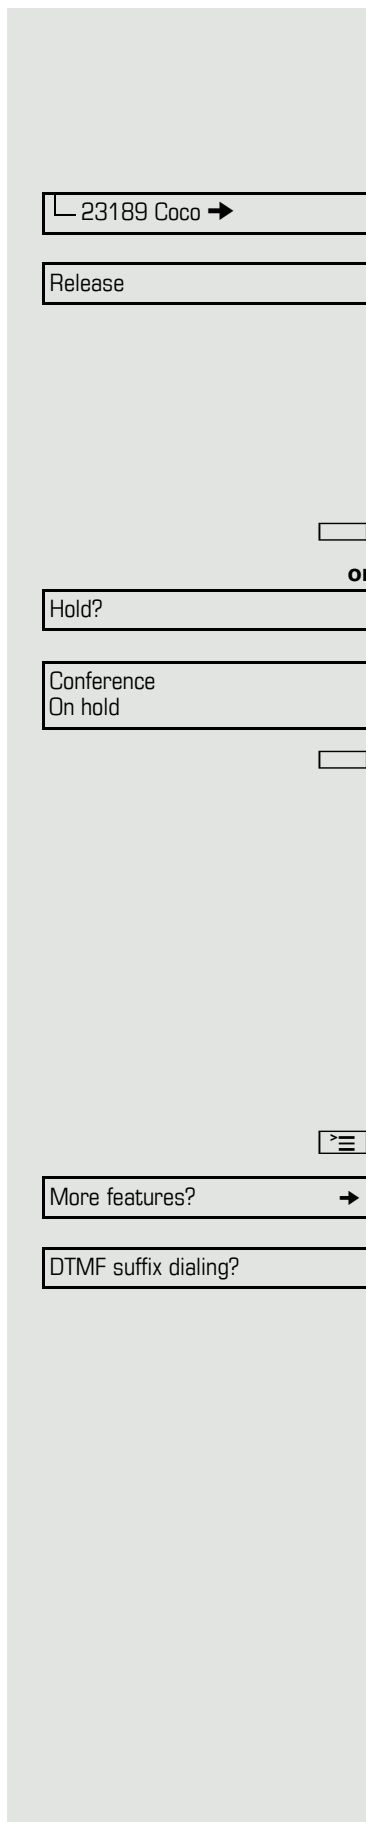 23189 Coco ➜
Release
or
Hold?
Conference
On hold
More features? ➜
DTMF suffix dialing?